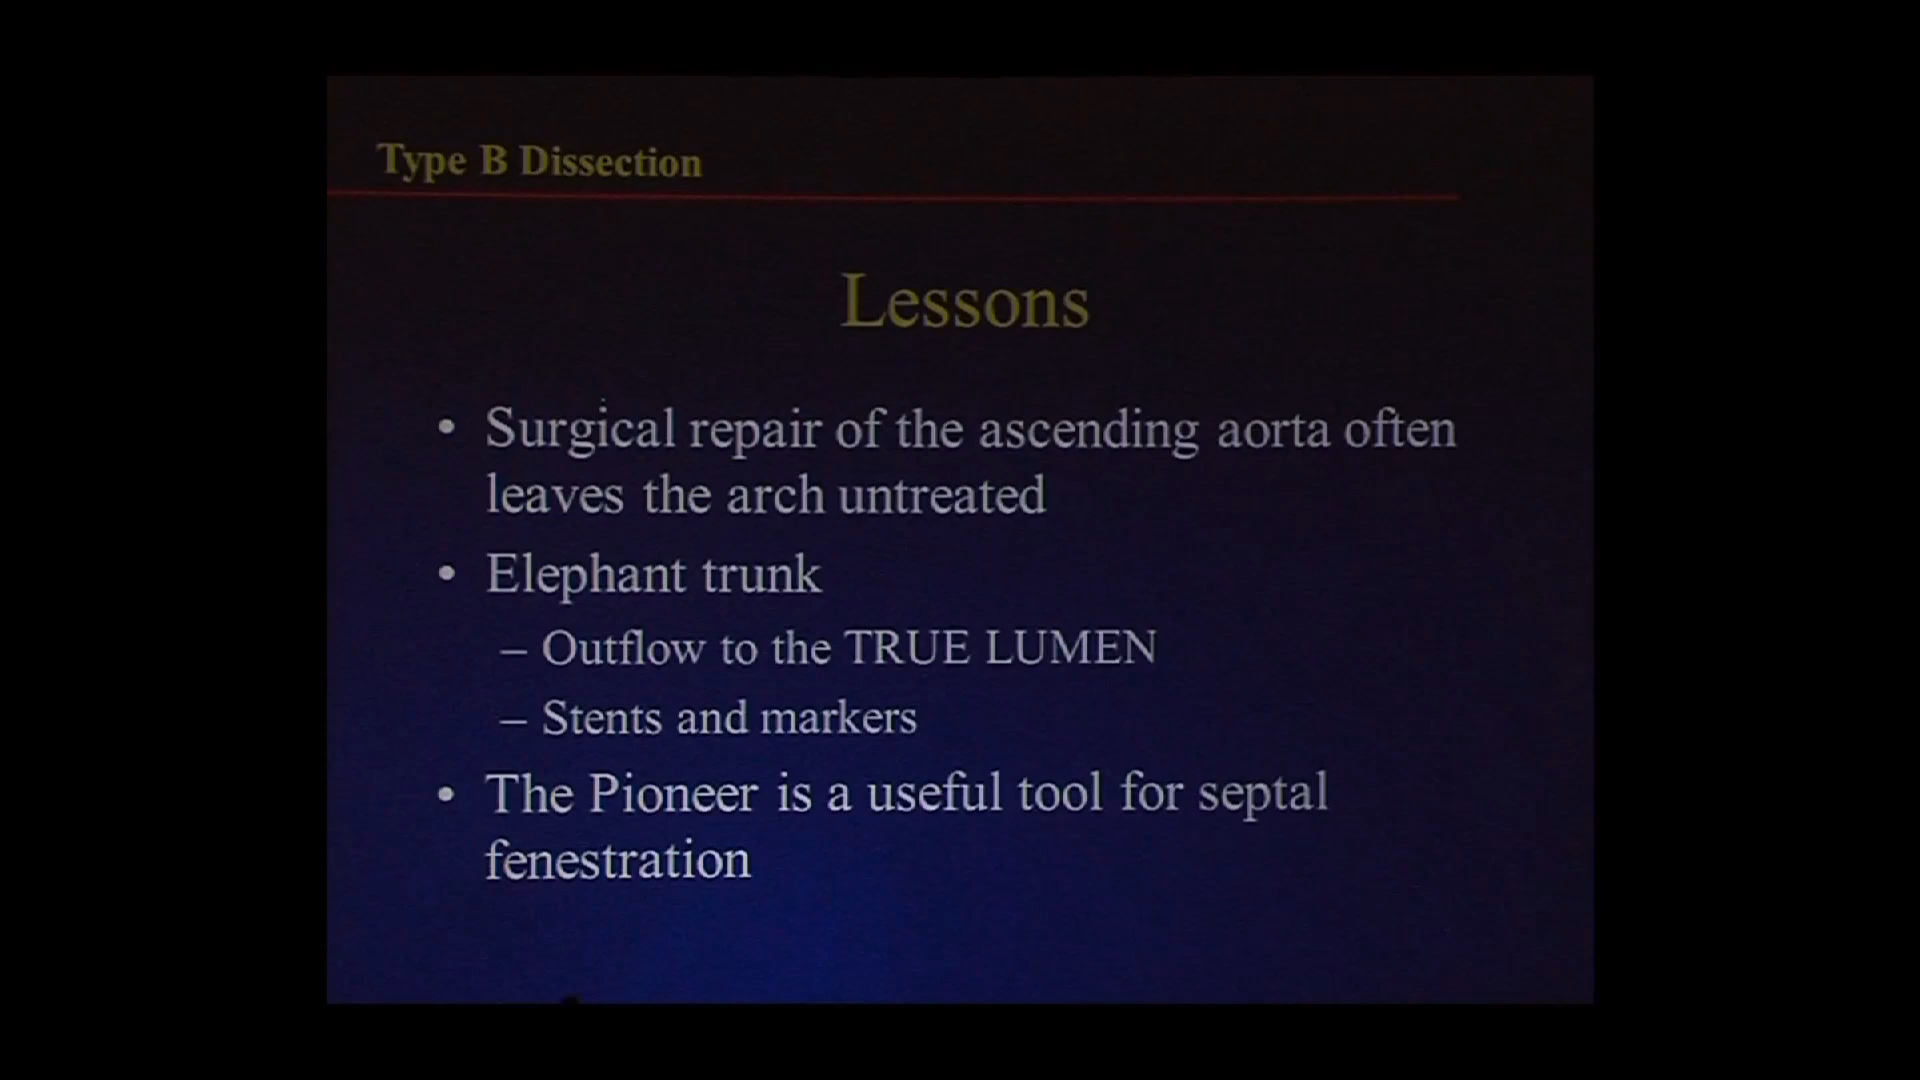 Type B Dissection
Lessons
• Surgical repair of the ascending aorta often
leaves the arch untreated
• Elephant trunk
– Outflow to the TRUE LUMEN
– Stents and markers
• The Pioneer is a useful tool for septal
fenestration